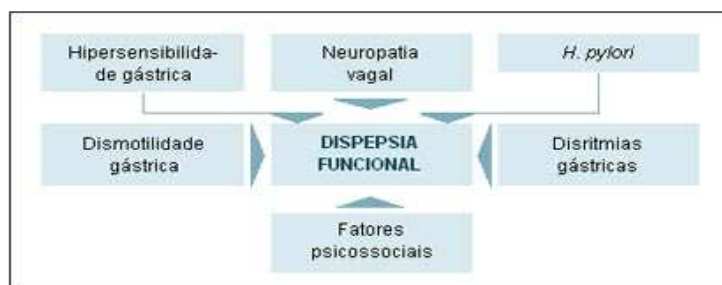 Hipersensibilida-
de gástrica
Neuropatia
vagal
H. pylori
Dismotilidade
gástrica
DISPEPSIA
FUNCIONAL
Disritmias
gástricas
Fatores
psicossociais